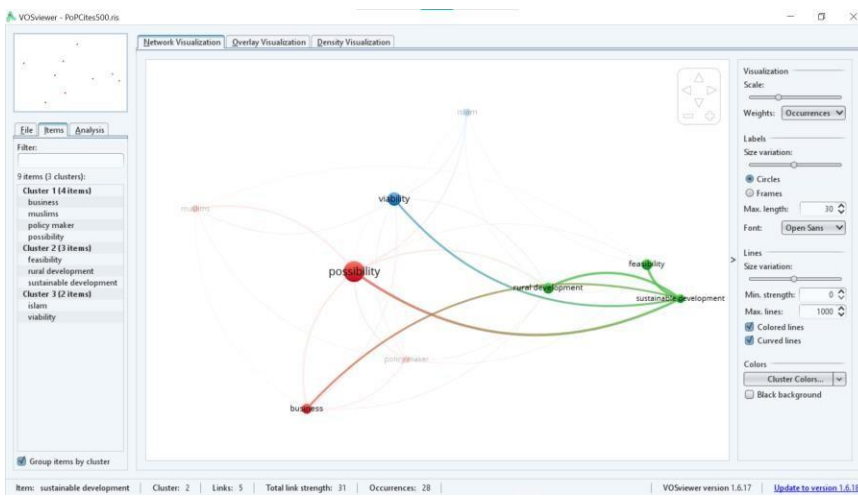 VOSviewer - PoPCites500.ris
Network Visualization Overlay Visualization Density Visualization
File Items Analysis
Filter:
9 items (3 clusters):
Cluster 1 (4 items)
business
muslims
policy maker
possibility
Cluster 2 (3 items)
feasibility
rural development
sustainable development
Cluster 3 (2 items)
islam
viability
Group items by cluster
islam
viability
muslims
possibility
feasibility
rural development
sustainable development
policy maker
business
>
Visualization
Scale:
Weights: Occurrences
Labels
Size variation:
Circles
Frames
Max. length: 30
Font: Open Sans
Lines
Size variation:
Min. strength: 0
Max. lines: 1000
Colored lines
Curved lines
Colors
Cluster Colors...
Black background
Item: sustainable development Cluster: 2 Links: 5 Total link strength: 31 Occurrences: 28 VOSviewer version 1.6.17 Update to version 1.6.18